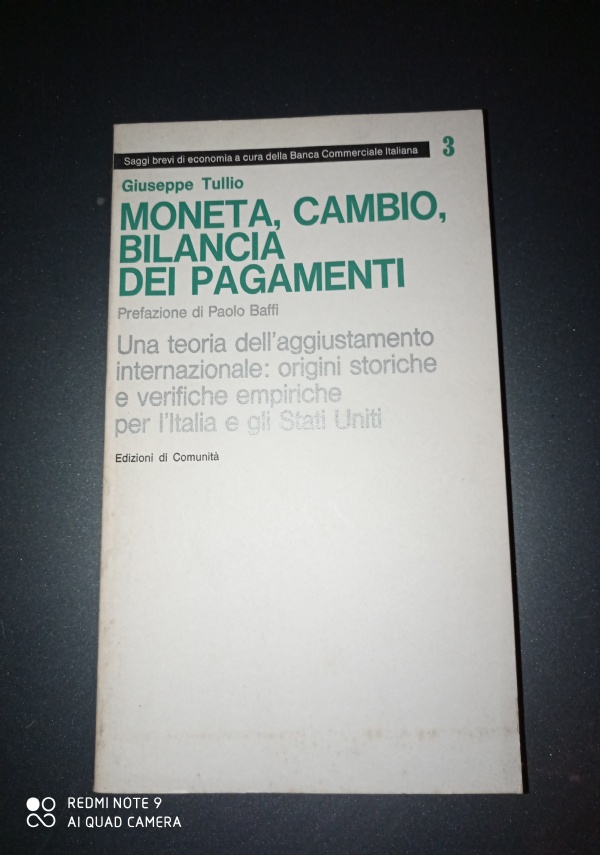 Saggi brevi di economia a cura della Banca Commerciale Italiana 3
Giuseppe Tullio
MONETA, CAMBIO,
BILANCIA
DEI PAGAMENTI
Prefazione di Paolo Baffi
Una teoria dell'aggiustamento
internazionale: origini storiche
e verifiche empiriche
per l'Italia e gli Stati Uniti
Edizioni di Comunità
REDMI NOTE 9
AI QUAD CAMERA